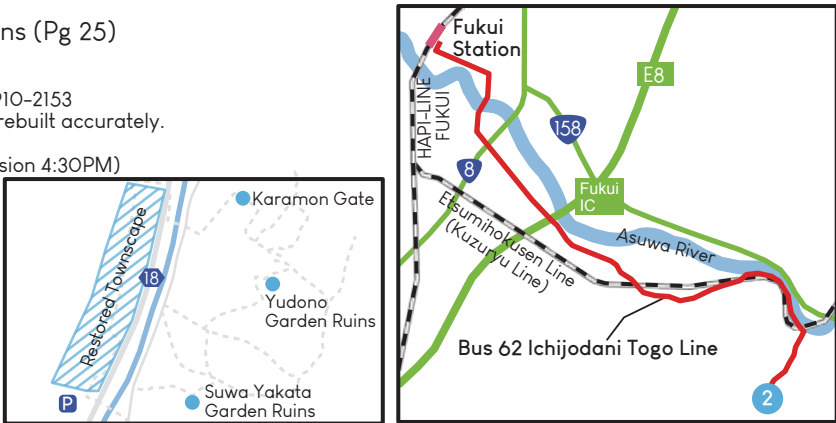 ns (Pg 25)
910-2153
rebuilt accurately.
sion 4:30PM)
Karamon Gate
Restored Townscape
18
Yudono
Garden Ruins
Suwa Yakata
Garden Ruins
P
Fukui
Station
E8
HAPI-LINE
FUKUI
158
8
Fukui
IC
Etsumihokusen Line
(Kuzuryu Line)
Asuwa River
Bus 62 Ichijodani Togo Line
2